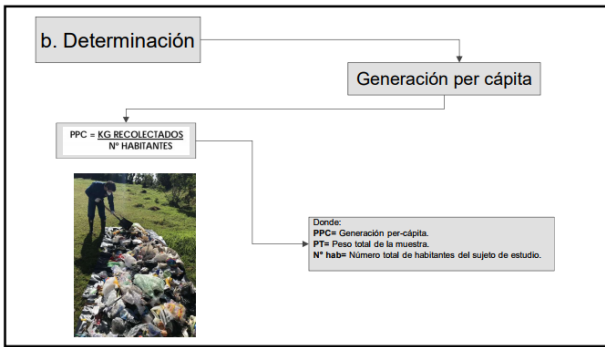 b. Determinación
Generación per cápita
PPC = KG RECOLECTADOS
N° HABITANTES
Donde:
PPC= Generación per-cápita.
PT= Peso total de la muestra.
N° hab= Número total de habitantes del sujeto de estudio.